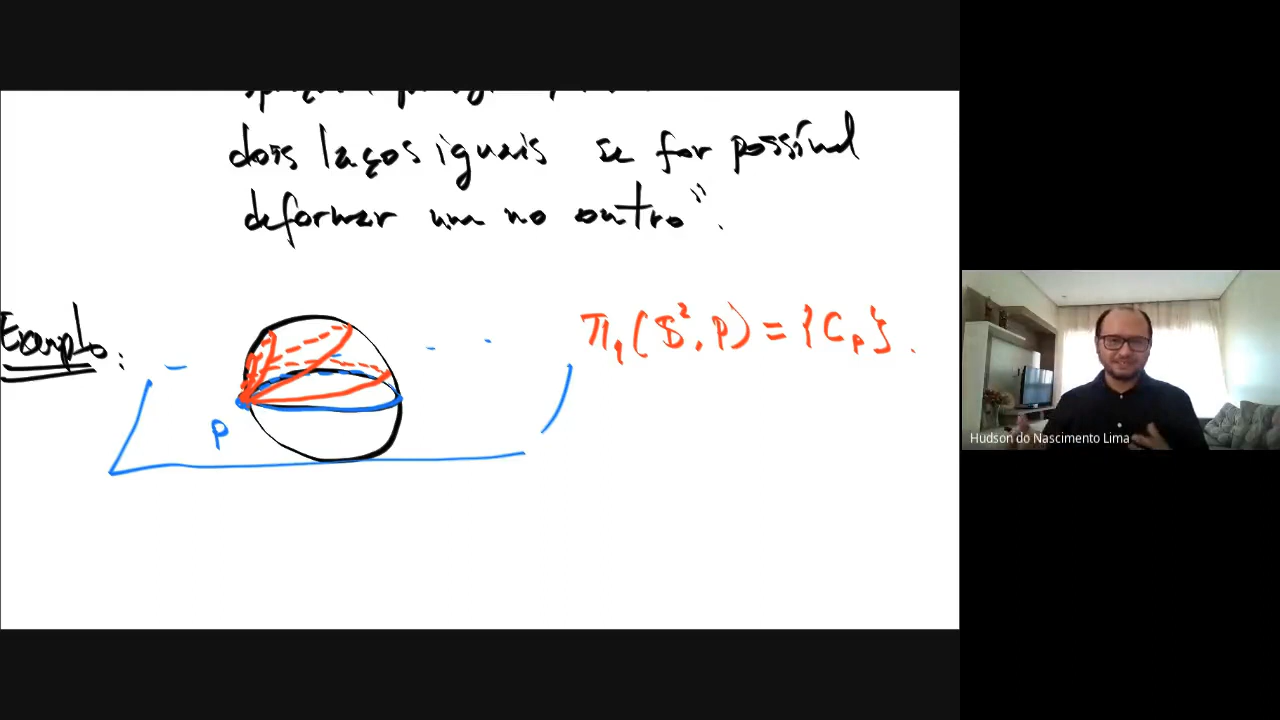 dois laços iguais se for possível
deformar um no outro".
Exemplo:
π₁(S², p) = {Cₚ}.
p
Hudson do Nascimento Lima